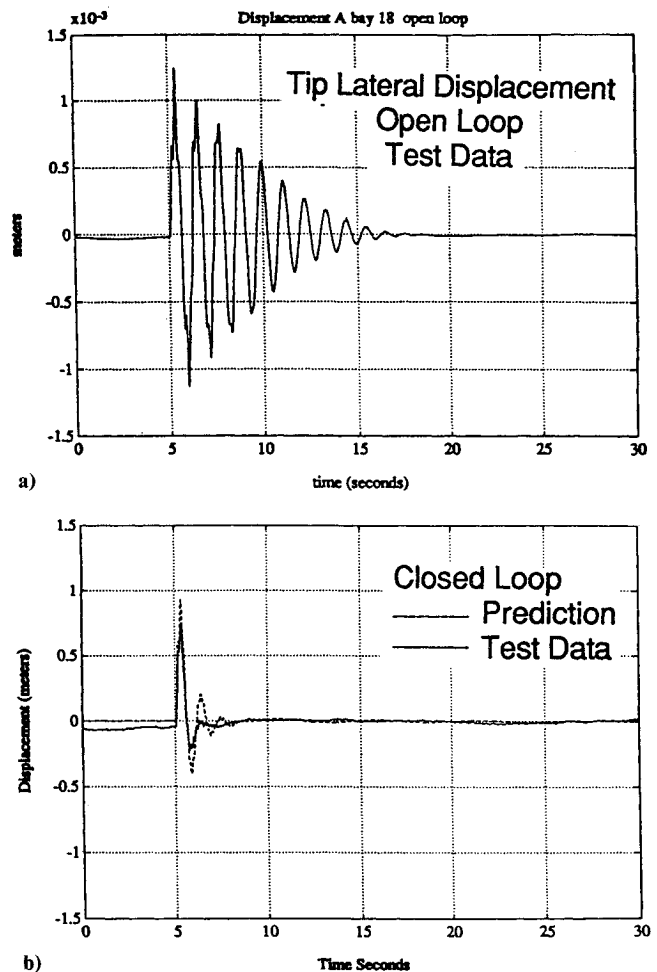 Displacement A bay 18 open loop
x10-3
1.5
1
0.5
0
-0.5
-1
-1.5
meters
Tip Lateral Displacement
Open Loop
Test Data
0 5 10 15 20 25 30
time (seconds)
a)
1.5
1
0.5
0
-0.5
-1
-1.5
Displacement (meters)
Closed Loop
Prediction
Test Data
0 5 10 15 20 25 30
Time Seconds
b)